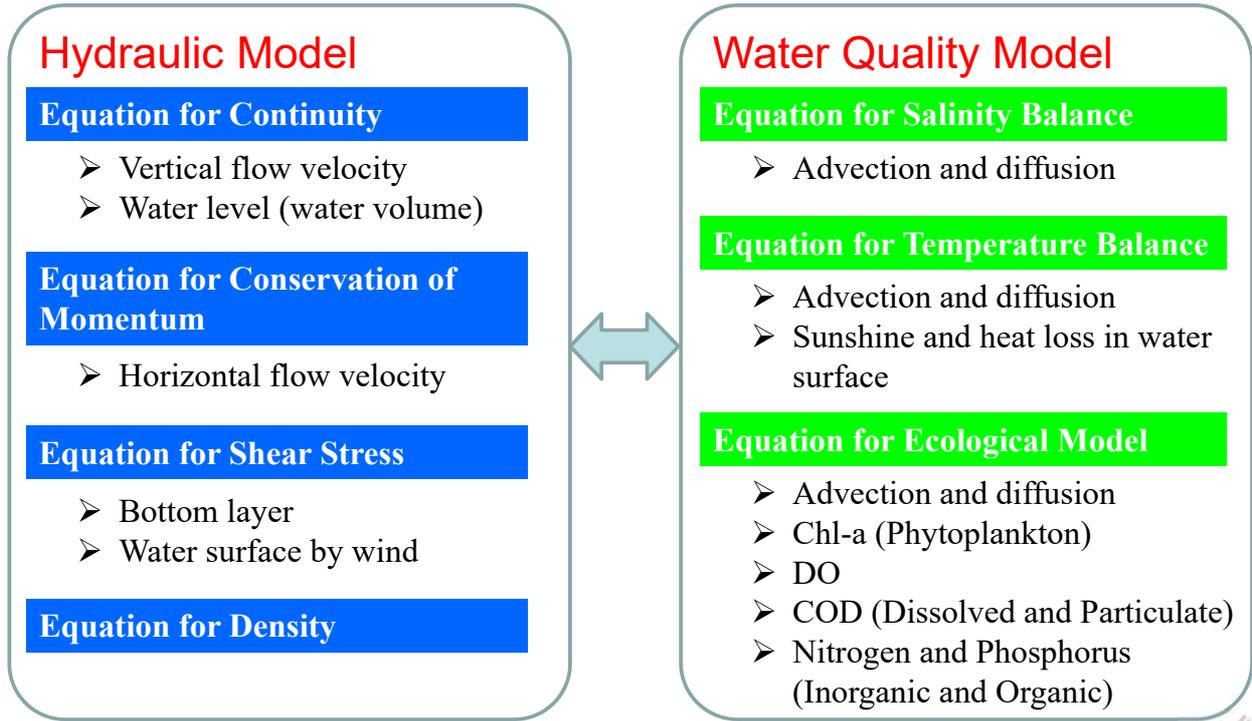 Hydraulic Model
Equation for Continuity
➢ Vertical flow velocity
➢ Water level (water volume)
Equation for Conservation of
Momentum
➢ Horizontal flow velocity
Equation for Shear Stress
➢ Bottom layer
➢ Water surface by wind
Equation for Density
Water Quality Model
Equation for Salinity Balance
➢ Advection and diffusion
Equation for Temperature Balance
➢ Advection and diffusion
➢ Sunshine and heat loss in water
surface
Equation for Ecological Model
➢ Advection and diffusion
➢ Chl-a (Phytoplankton)
➢ DO
➢ COD (Dissolved and Particulate)
➢ Nitrogen and Phosphorus
(Inorganic and Organic)